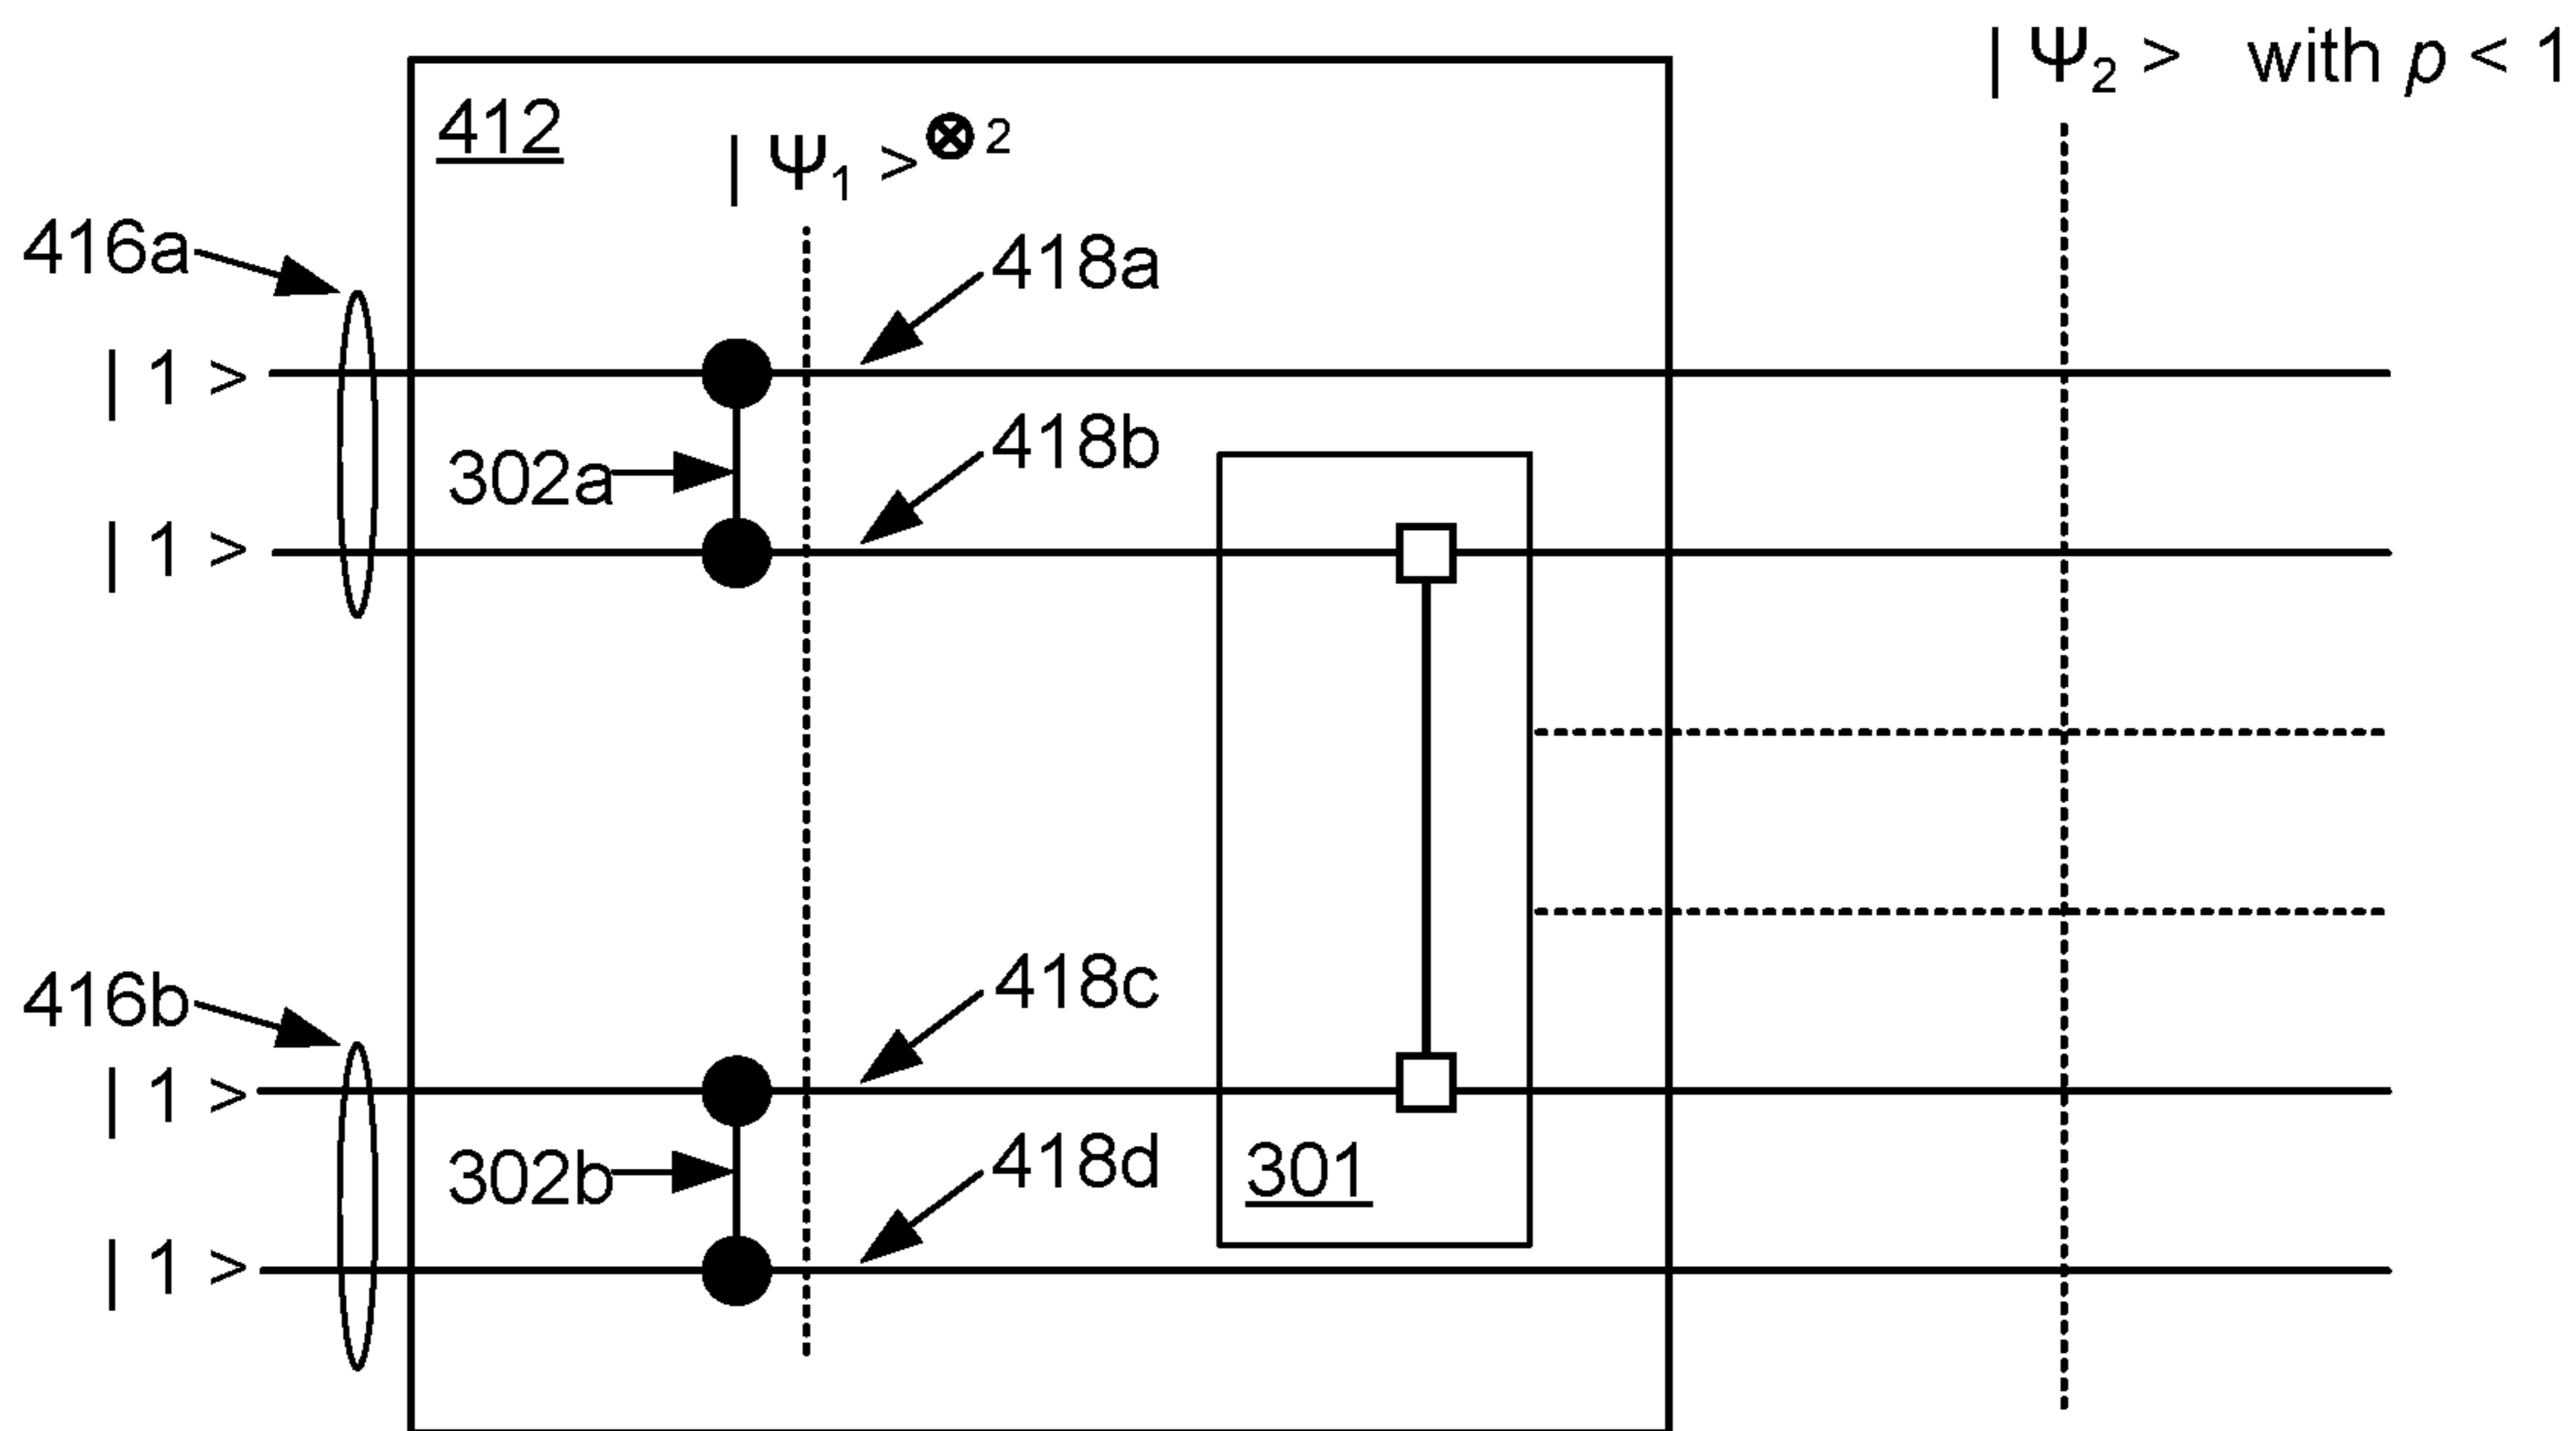 | Ψ2 > with p < 1
412
| Ψ1 >⊗2
416a
418a
| 1 >
418b
302a
| 1 >
416b
418c
| 1 >
302b
418d
301
| 1 >